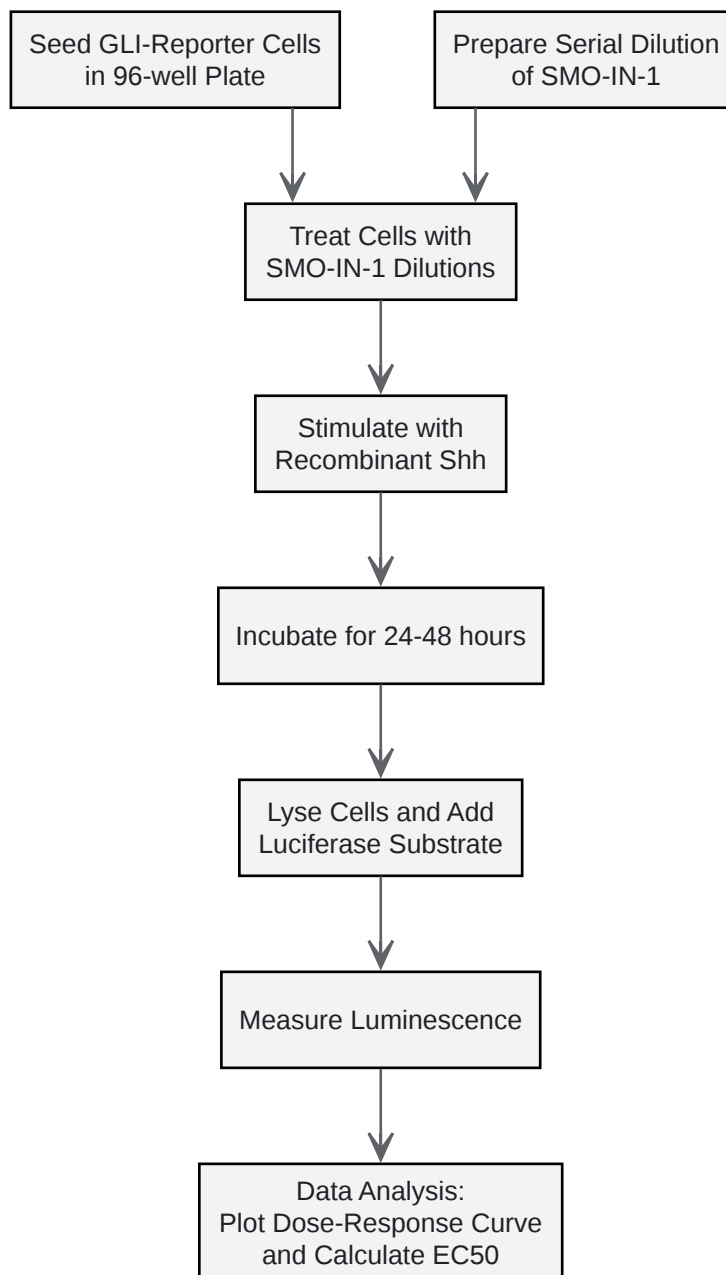 Seed GLI-Reporter Cells
in 96-well Plate
Prepare Serial Dilution
of SMO-IN-1
Treat Cells with
SMO-IN-1 Dilutions
Stimulate with
Recombinant Shh
Incubate for 24-48 hours
Lyse Cells and Add
Luciferase Substrate
Measure Luminescence
Data Analysis:
Plot Dose-Response Curve
and Calculate EC50